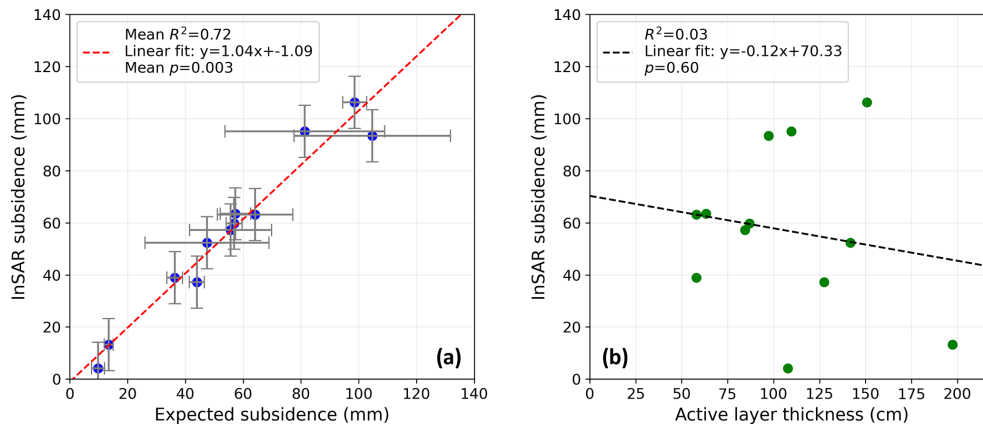 Mean R²=0.72
Linear fit: y=1.04x+-1.09
Mean p=0.003
140
120
100
80
60
40
20
0
InSAR subsidence (mm)
(a)
0 20 40 60 80 100 120 140
Expected subsidence (mm)
R²=0.03
Linear fit: y=-0.12x+70.33
p=0.60
140
120
100
80
60
40
20
0
InSAR subsidence (mm)
(b)
0 25 50 75 100 125 150 175 200
Active layer thickness (cm)